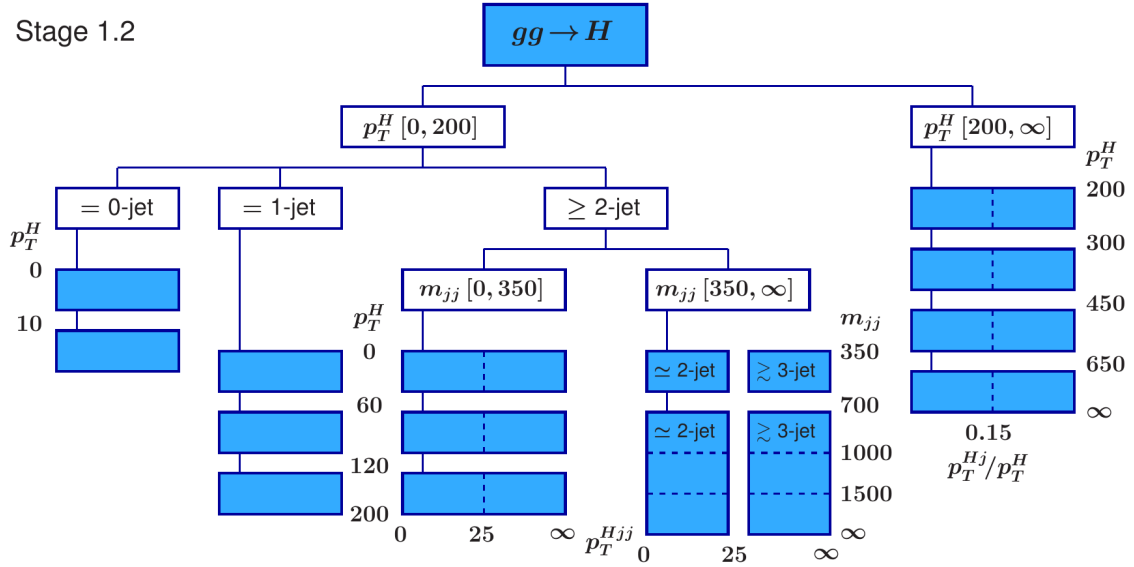 Stage 1.2
gg → H
p_T^H [0, 200]
p_T^H [200, ∞]
= 0-jet
= 1-jet
≥ 2-jet
p_T^H
0
10
m_jj [0, 350]
m_jj [350, ∞]
p_T^H
0
60
120
200
0 25 ∞
≃ 2-jet
≳ 3-jet
≃ 2-jet
≳ 3-jet
m_jj
350
700
1000
1500
∞
p_T^Hjj
0 25 ∞
p_T^H
200
300
450
650
∞
0.15
p_T^Hj/p_T^H